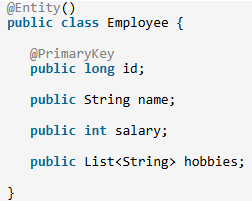 @Entity()
public class Employee {
@PrimaryKey
public long id;
public String name;
public int salary;
public List<String> hobbies;
}